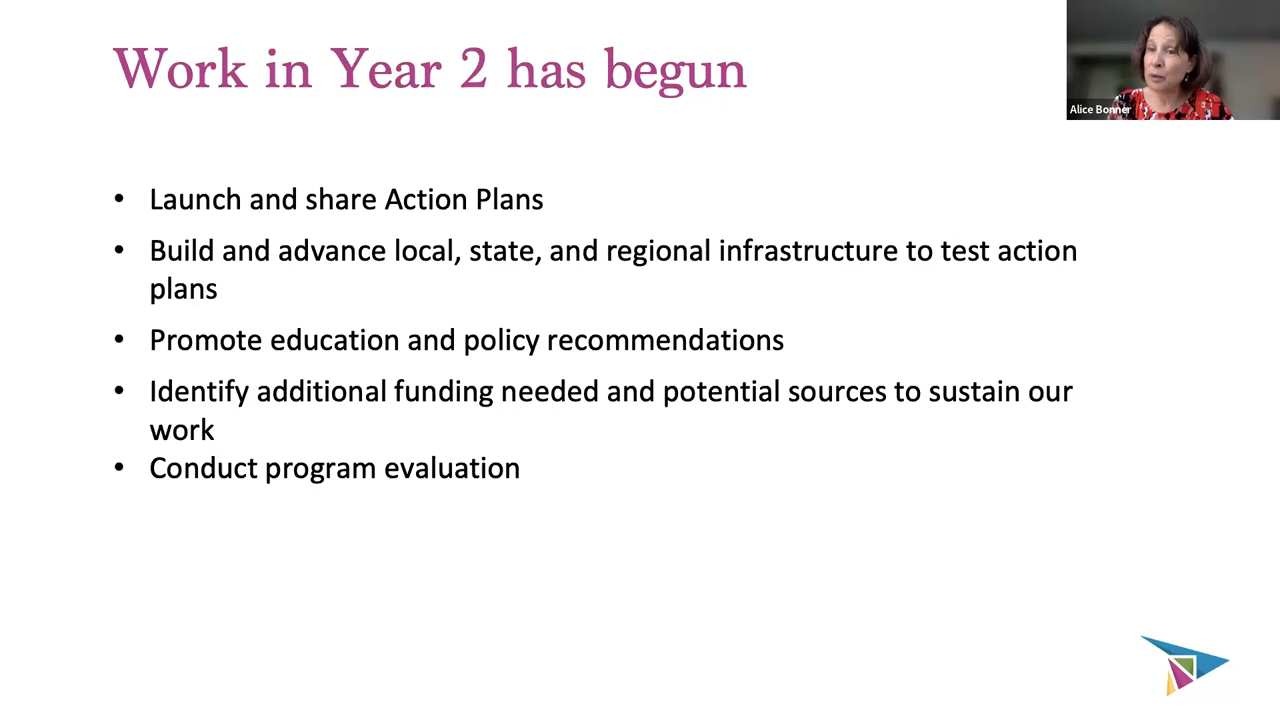 Work in Year 2 has begun
Alice Bonner
• Launch and share Action Plans
• Build and advance local, state, and regional infrastructure to test action
plans
• Promote education and policy recommendations
• Identify additional funding needed and potential sources to sustain our
work
• Conduct program evaluation